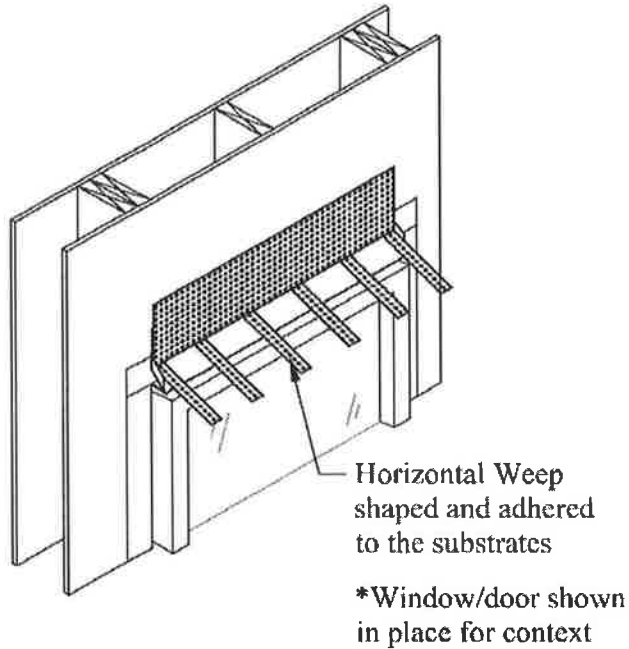 Horizontal Weep
shaped and adhered
to the substrates
*Window/door shown
in place for context